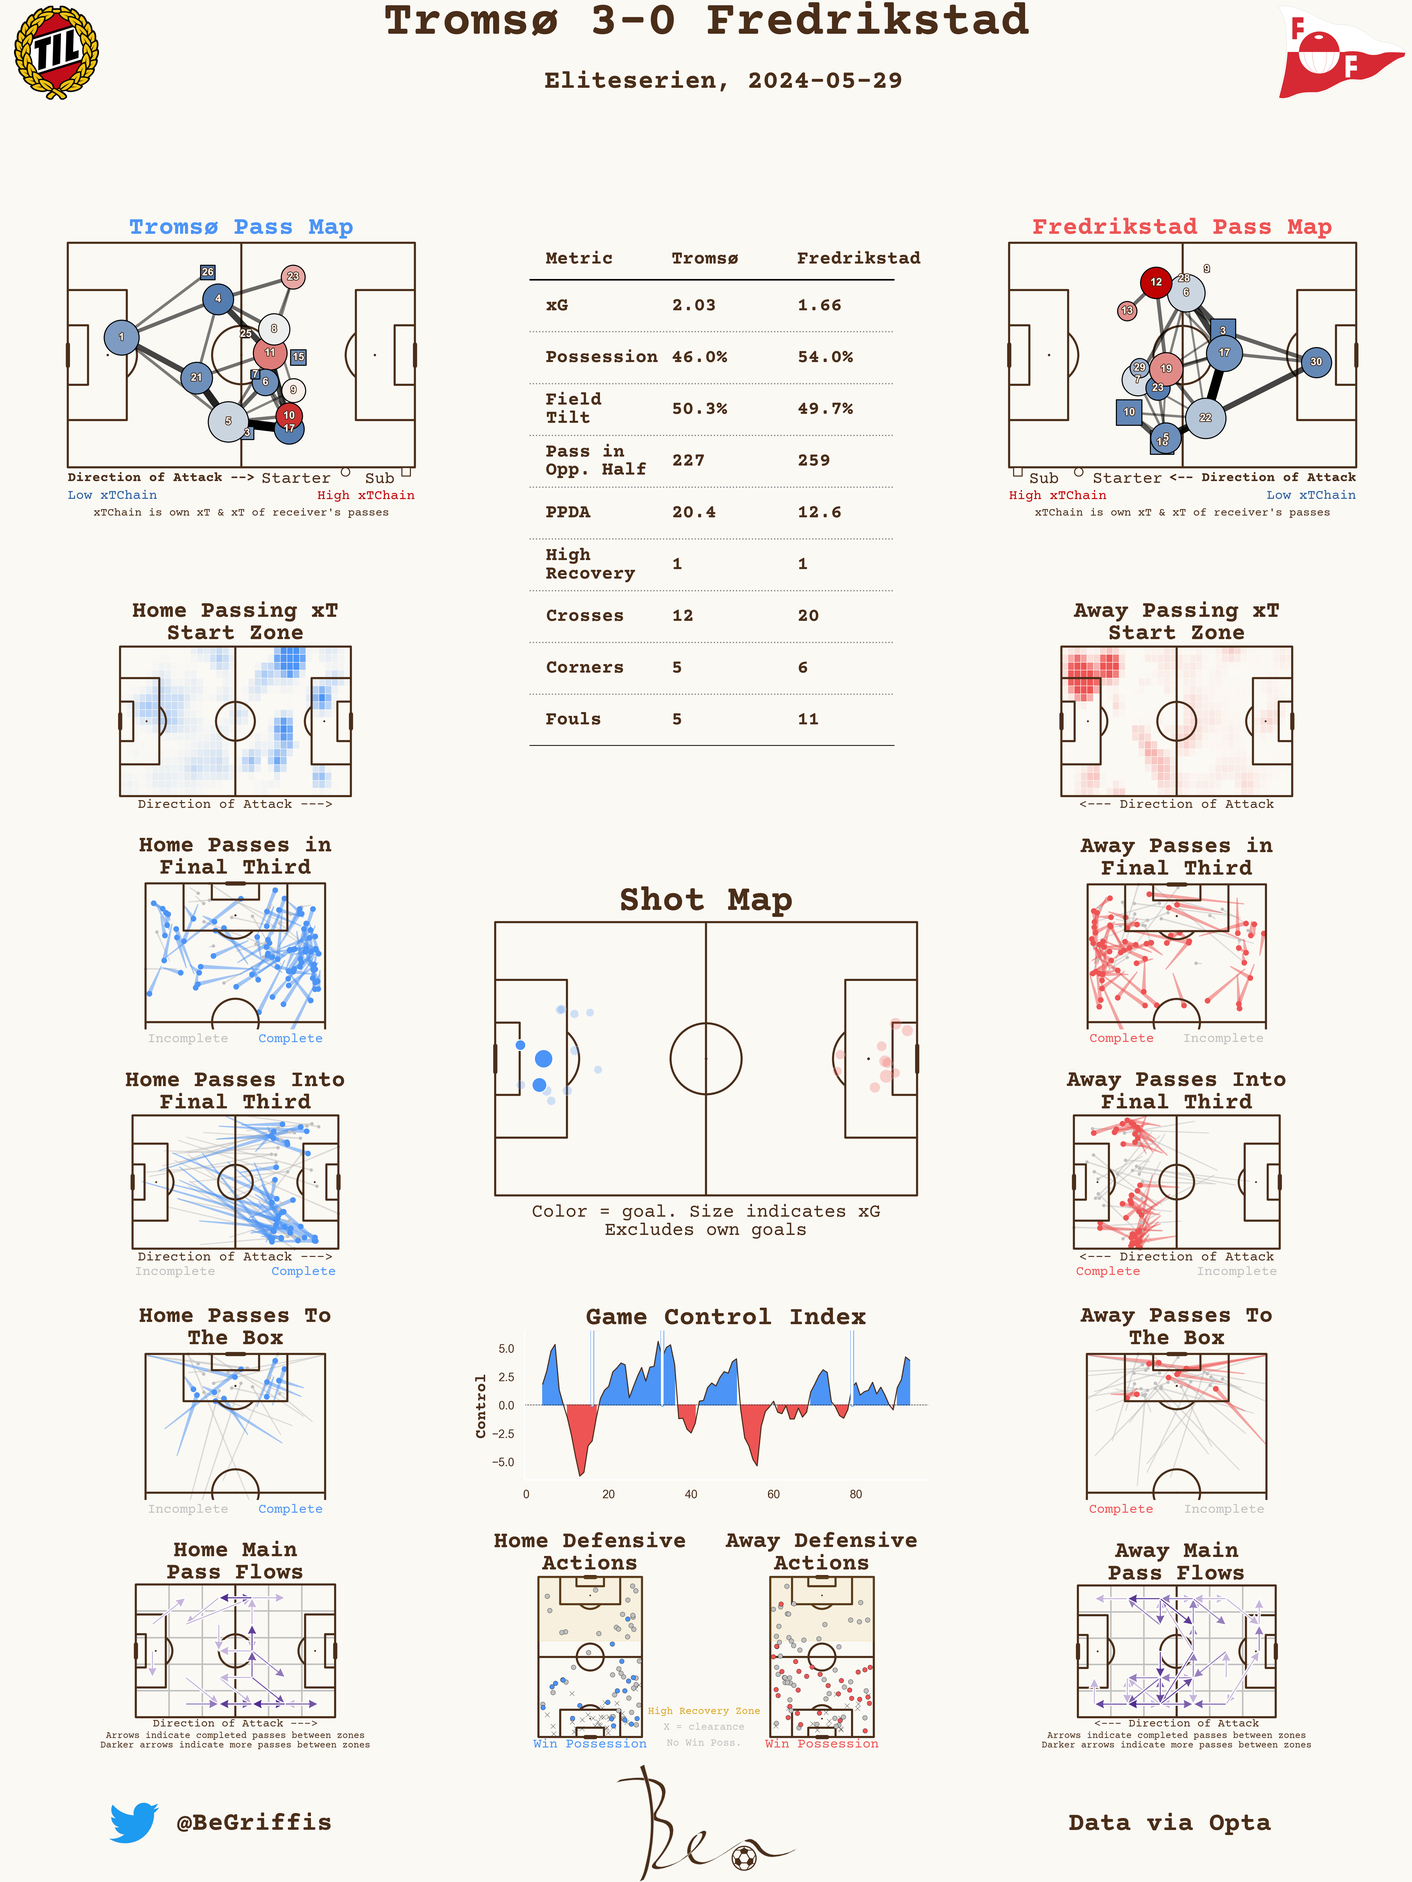 Tromsø 3-0 Fredrikstad
Eliteserien, 2024-05-29
TIL
F
F
Tromsø Pass Map
26
23
4
1
25
8
11
15
21
7
6
9
5
10
3
17
Direction of Attack --> Starter Sub
Low xTChain High xTChain
xTChain is own xT & xT of receiver's passes
Metric Tromsø Fredrikstad
xG 2.03 1.66
Possession 46.0% 54.0%
Field
Tilt 50.3% 49.7%
Pass in
Opp. Half 227 259
PPDA 20.4 12.6
High
Recovery 1 1
Crosses 12 20
Corners 5 6
Fouls 5 11
Fredrikstad Pass Map
9
12
28
6
13
3
17
30
29
19
7
23
10
22
5
16
Sub Starter <-- Direction of Attack
High xTChain Low xTChain
xTChain is own xT & xT of receiver's passes
Home Passing xT
Start Zone
Direction of Attack --->
Away Passing xT
Start Zone
<--- Direction of Attack
Home Passes in
Final Third
Incomplete Complete
Away Passes in
Final Third
Complete Incomplete
Shot Map
Color = goal. Size indicates xG
Excludes own goals
Home Passes Into
Final Third
Direction of Attack --->
Incomplete Complete
Away Passes Into
Final Third
<--- Direction of Attack
Complete Incomplete
Home Passes To
The Box
Incomplete Complete
Game Control Index
Control
5.0
2.5
0.0
−2.5
−5.0
0 20 40 60 80
Away Passes To
The Box
Complete Incomplete
Home Main
Pass Flows
Direction of Attack --->
Arrows indicate completed passes between zones
Darker arrows indicate more passes between zones
Home Defensive
Actions
Win Possession
High Recovery Zone
X = clearance
No Win Poss.
Away Defensive
Actions
Win Possession
Away Main
Pass Flows
<--- Direction of Attack
Arrows indicate completed passes between zones
Darker arrows indicate more passes between zones
@BeGriffis
Ben
Data via Opta